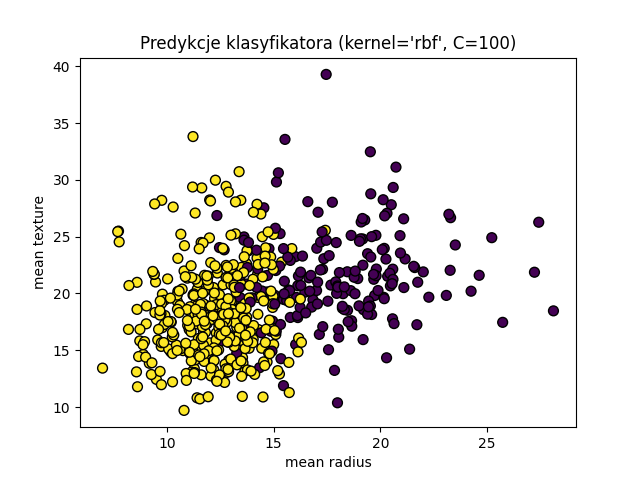 Predykcje klasyfikatora (kernel='rbf', C=100)
40
35
30
25
20
15
10
mean texture
10 15 20 25
mean radius